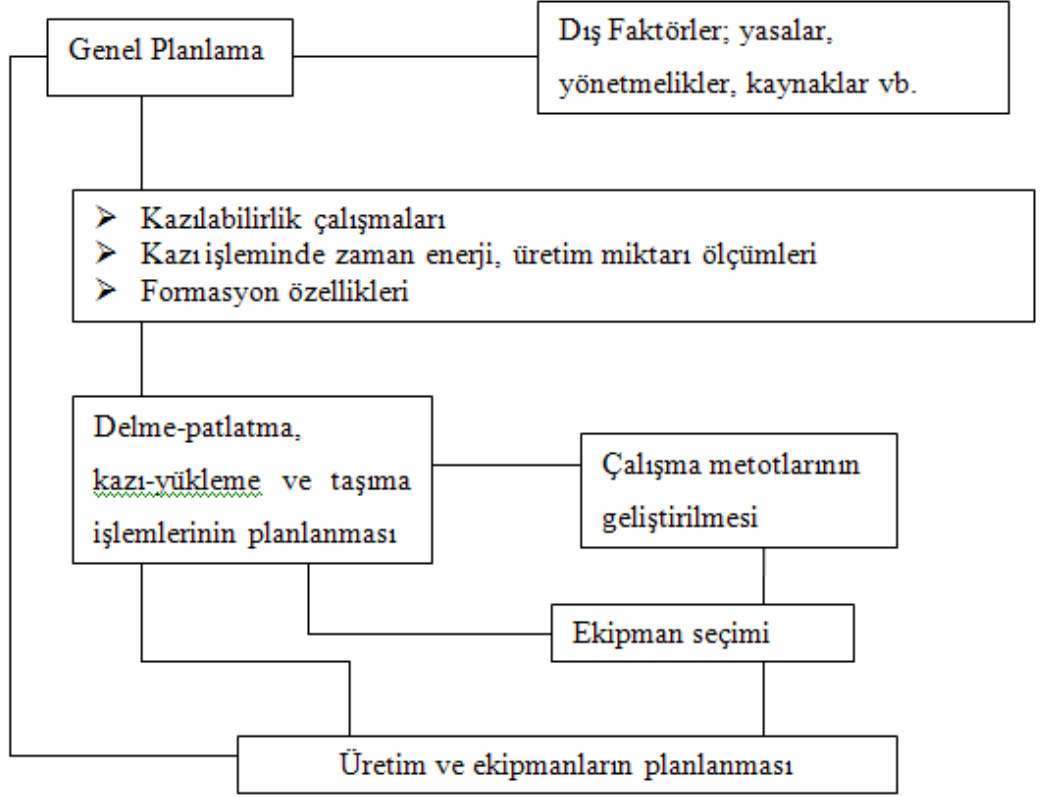 Genel Planlama
Dış Faktörler; yasalar,
yönetmelikler, kaynaklar vb.
➤ Kazılabilirlik çalışmaları
➤ Kazı işleminde zaman enerji, üretim miktarı ölçümleri
➤ Formasyon özellikleri
Delme-patlatma,
kazı-yükleme ve taşıma
işlemlerinin planlanması
Çalışma metotlarının
geliştirilmesi
Ekipman seçimi
Üretim ve ekipmanların planlanması